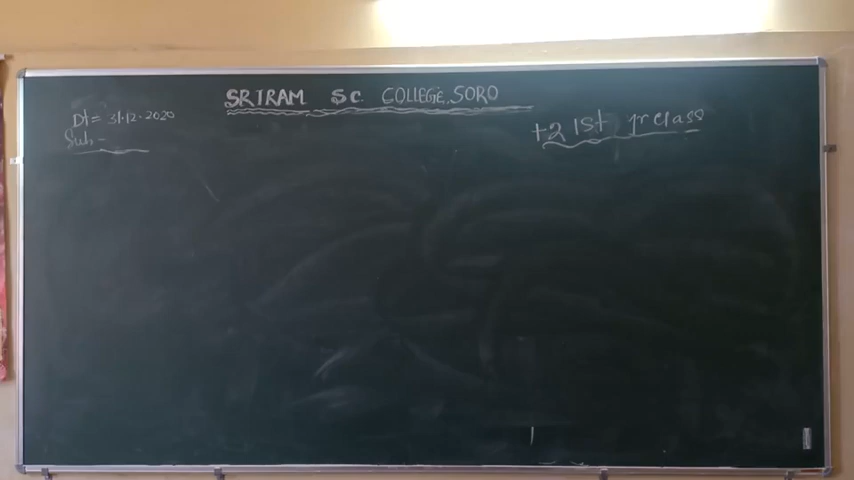 SRIRAM SC. COLLEGE, SORO
Dt = 31.12.2020
+2 1st yr class
Sub. -